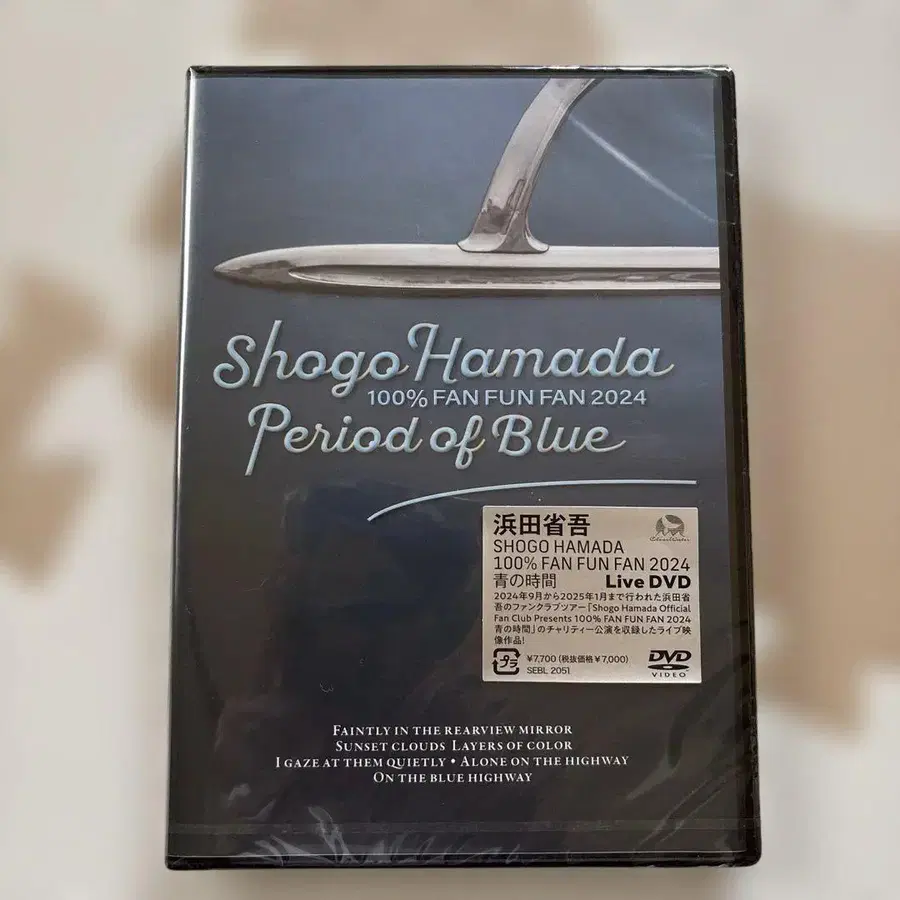 Shogo Hamada
100% FAN FUN FAN 2024
Period of Blue
浜田省吾
SHOGO HAMADA
100% FAN FUN FAN 2024
青の時間 Live DVD
2024年9月から2025年1月まで行われた浜田省
吾のファンクラブツアー「Shogo Hamada Official
Fan Club Presents 100% FAN FUN FAN 2024
青の時間」のチャリティー公演を収録したライブ映
像作品!
プラ
¥7,700 (税抜価格¥7,000)
SEBL 2051
DVD
VIDEO
FAINTLY IN THE REARVIEW MIRROR
SUNSET CLOUDS LAYERS OF COLOR
I GAZE AT THEM QUIETLY • ALONE ON THE HIGHWAY
ON THE BLUE HIGHWAY